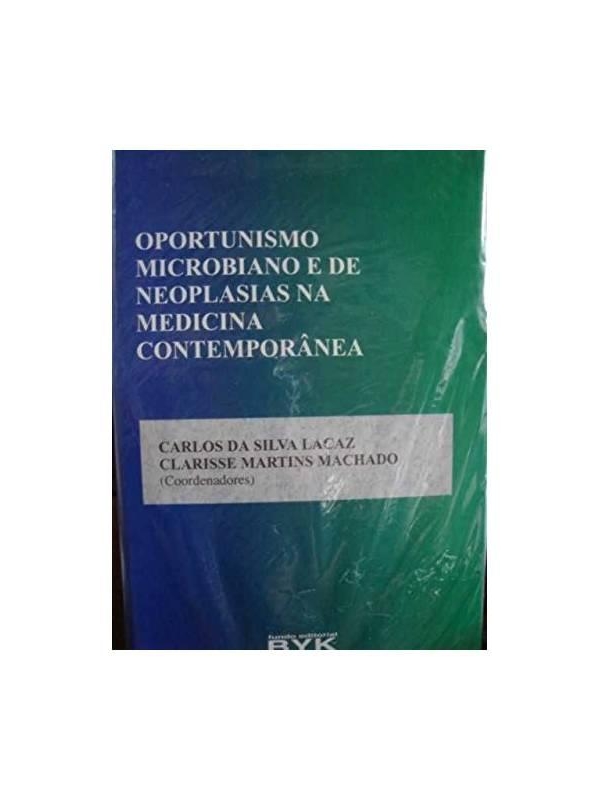 OPORTUNISMO
MICROBIANO E DE
NEOPLASIAS NA
MEDICINA
CONTEMPORÂNEA
CARLOS DA SILVA LACAZ
CLARISSE MARTINS MACHADO
(Coordenadores)
fundo editorial
BYK